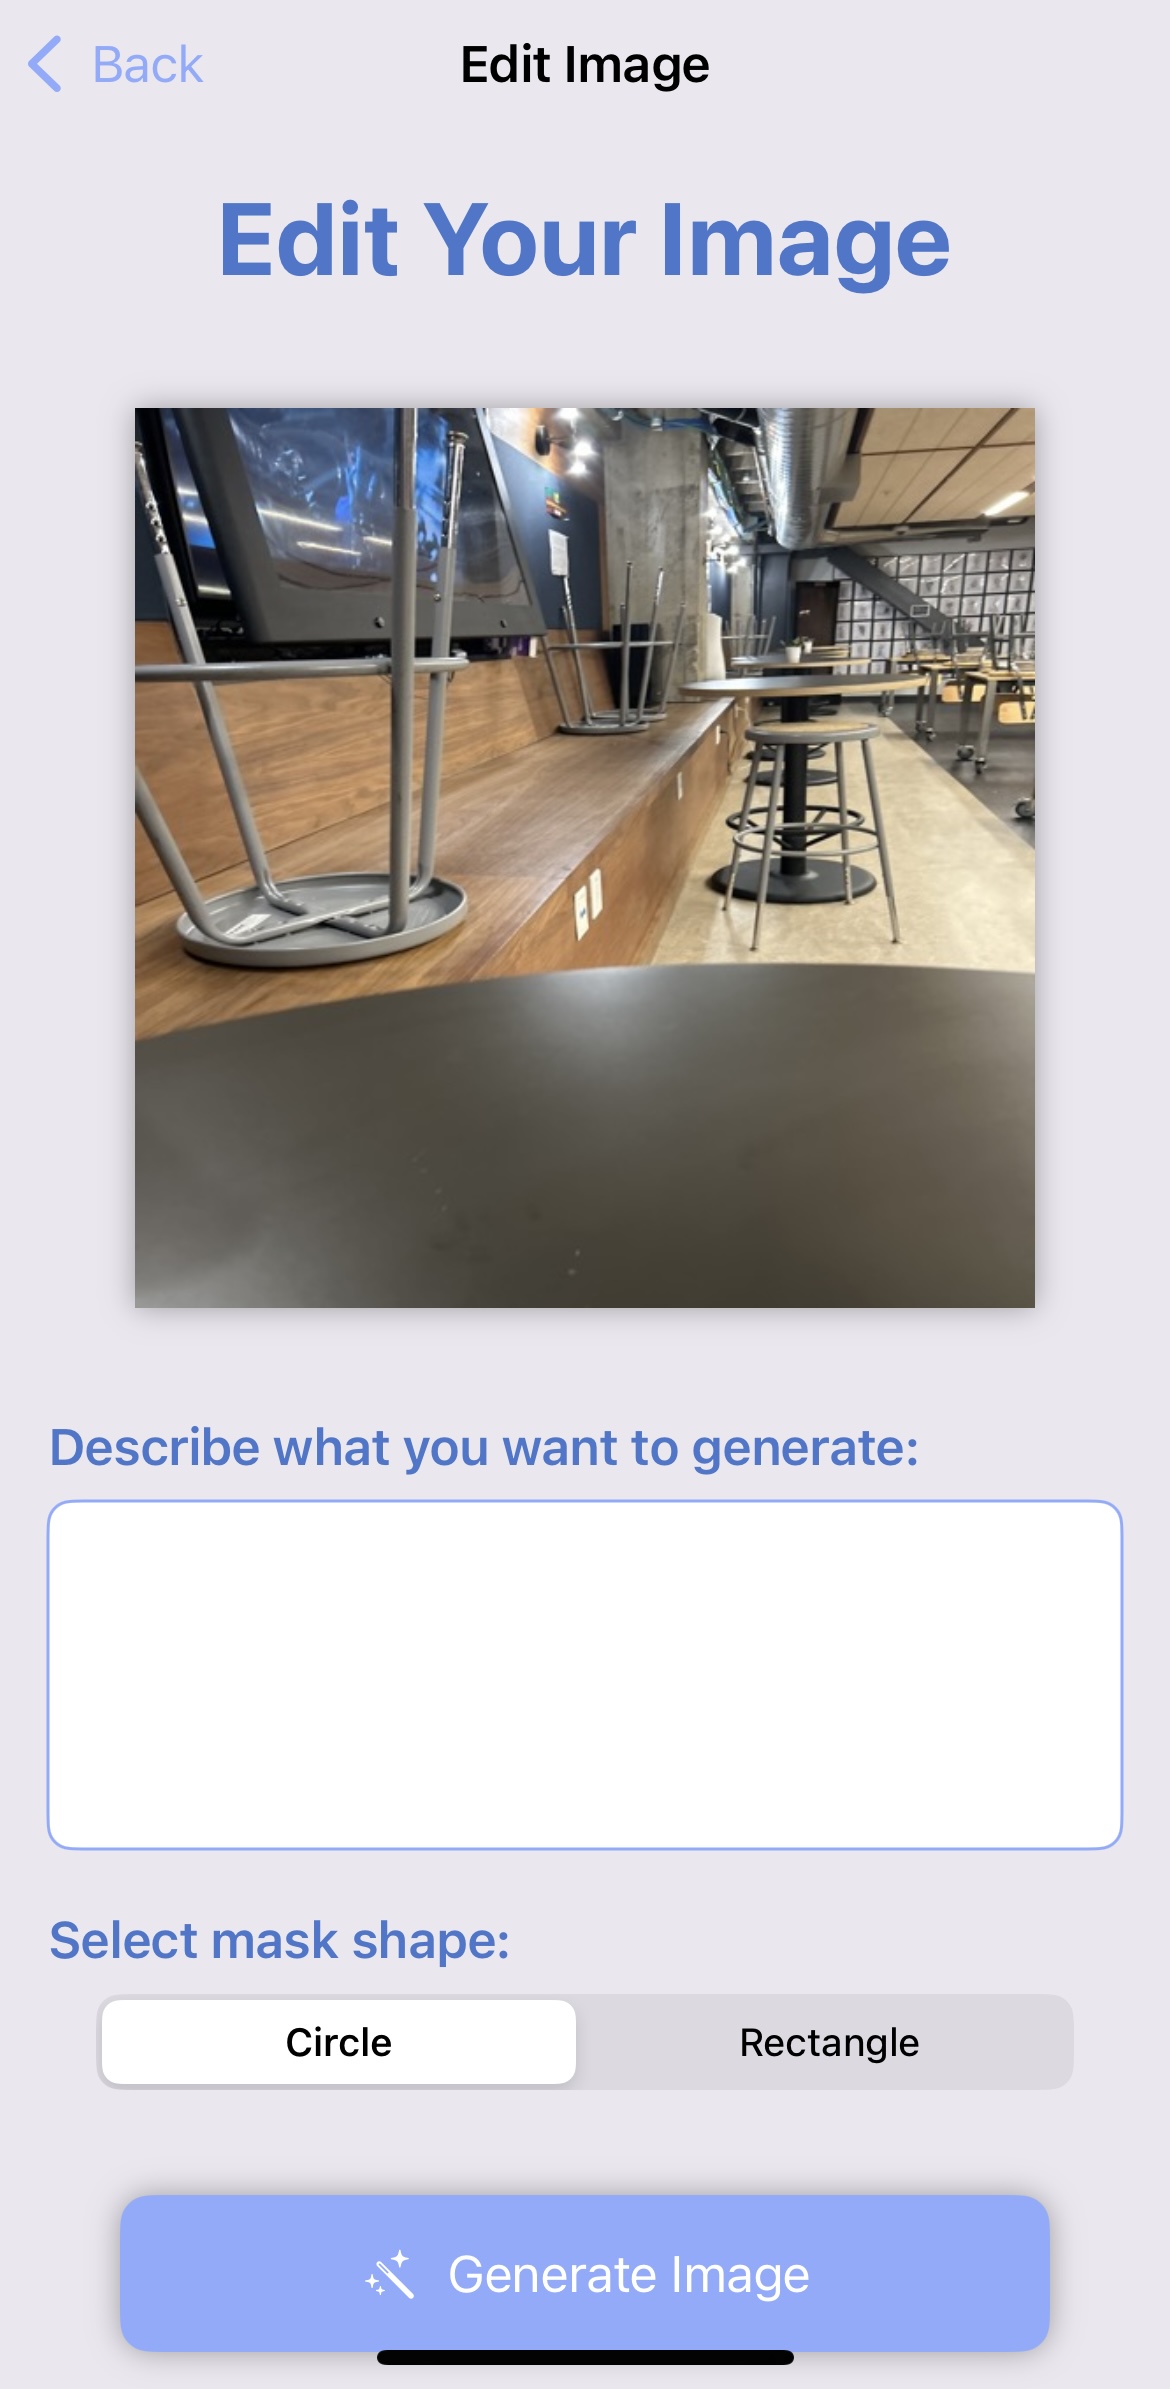 Back
Edit Image
Edit Your Image
Describe what you want to generate:
Select mask shape:
Circle
Rectangle
Generate Image